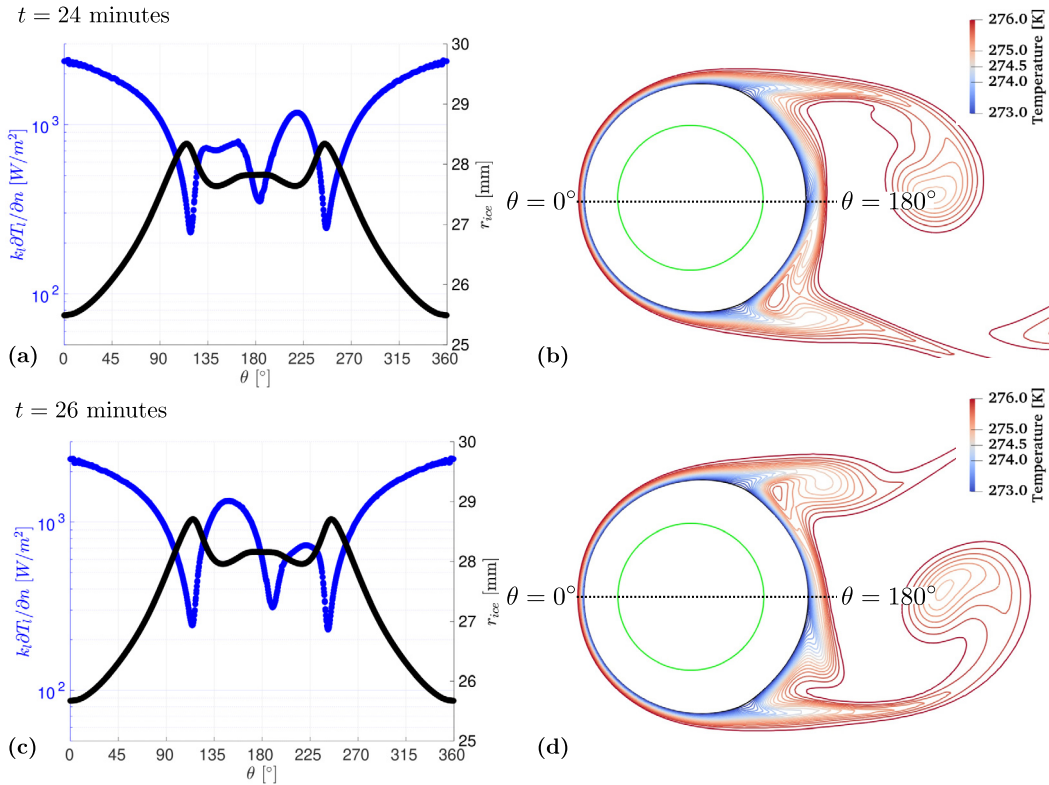 t = 24 minutes
30
29
28
27
26
25
10^3
10^2
k_l ∂T_l/∂n [W/m^2]
r_ice [mm]
0 45 90 135 180 225 270 315 360
θ [°]
(a)
276.0
275.0
274.5
274.0
273.0
Temperature [K]
θ = 0°
θ = 180°
(b)
t = 26 minutes
30
29
28
27
26
25
10^3
10^2
k_l ∂T_l/∂n [W/m^2]
r_ice [mm]
0 45 90 135 180 225 270 315 360
θ [°]
(c)
276.0
275.0
274.5
274.0
273.0
Temperature [K]
θ = 0°
θ = 180°
(d)